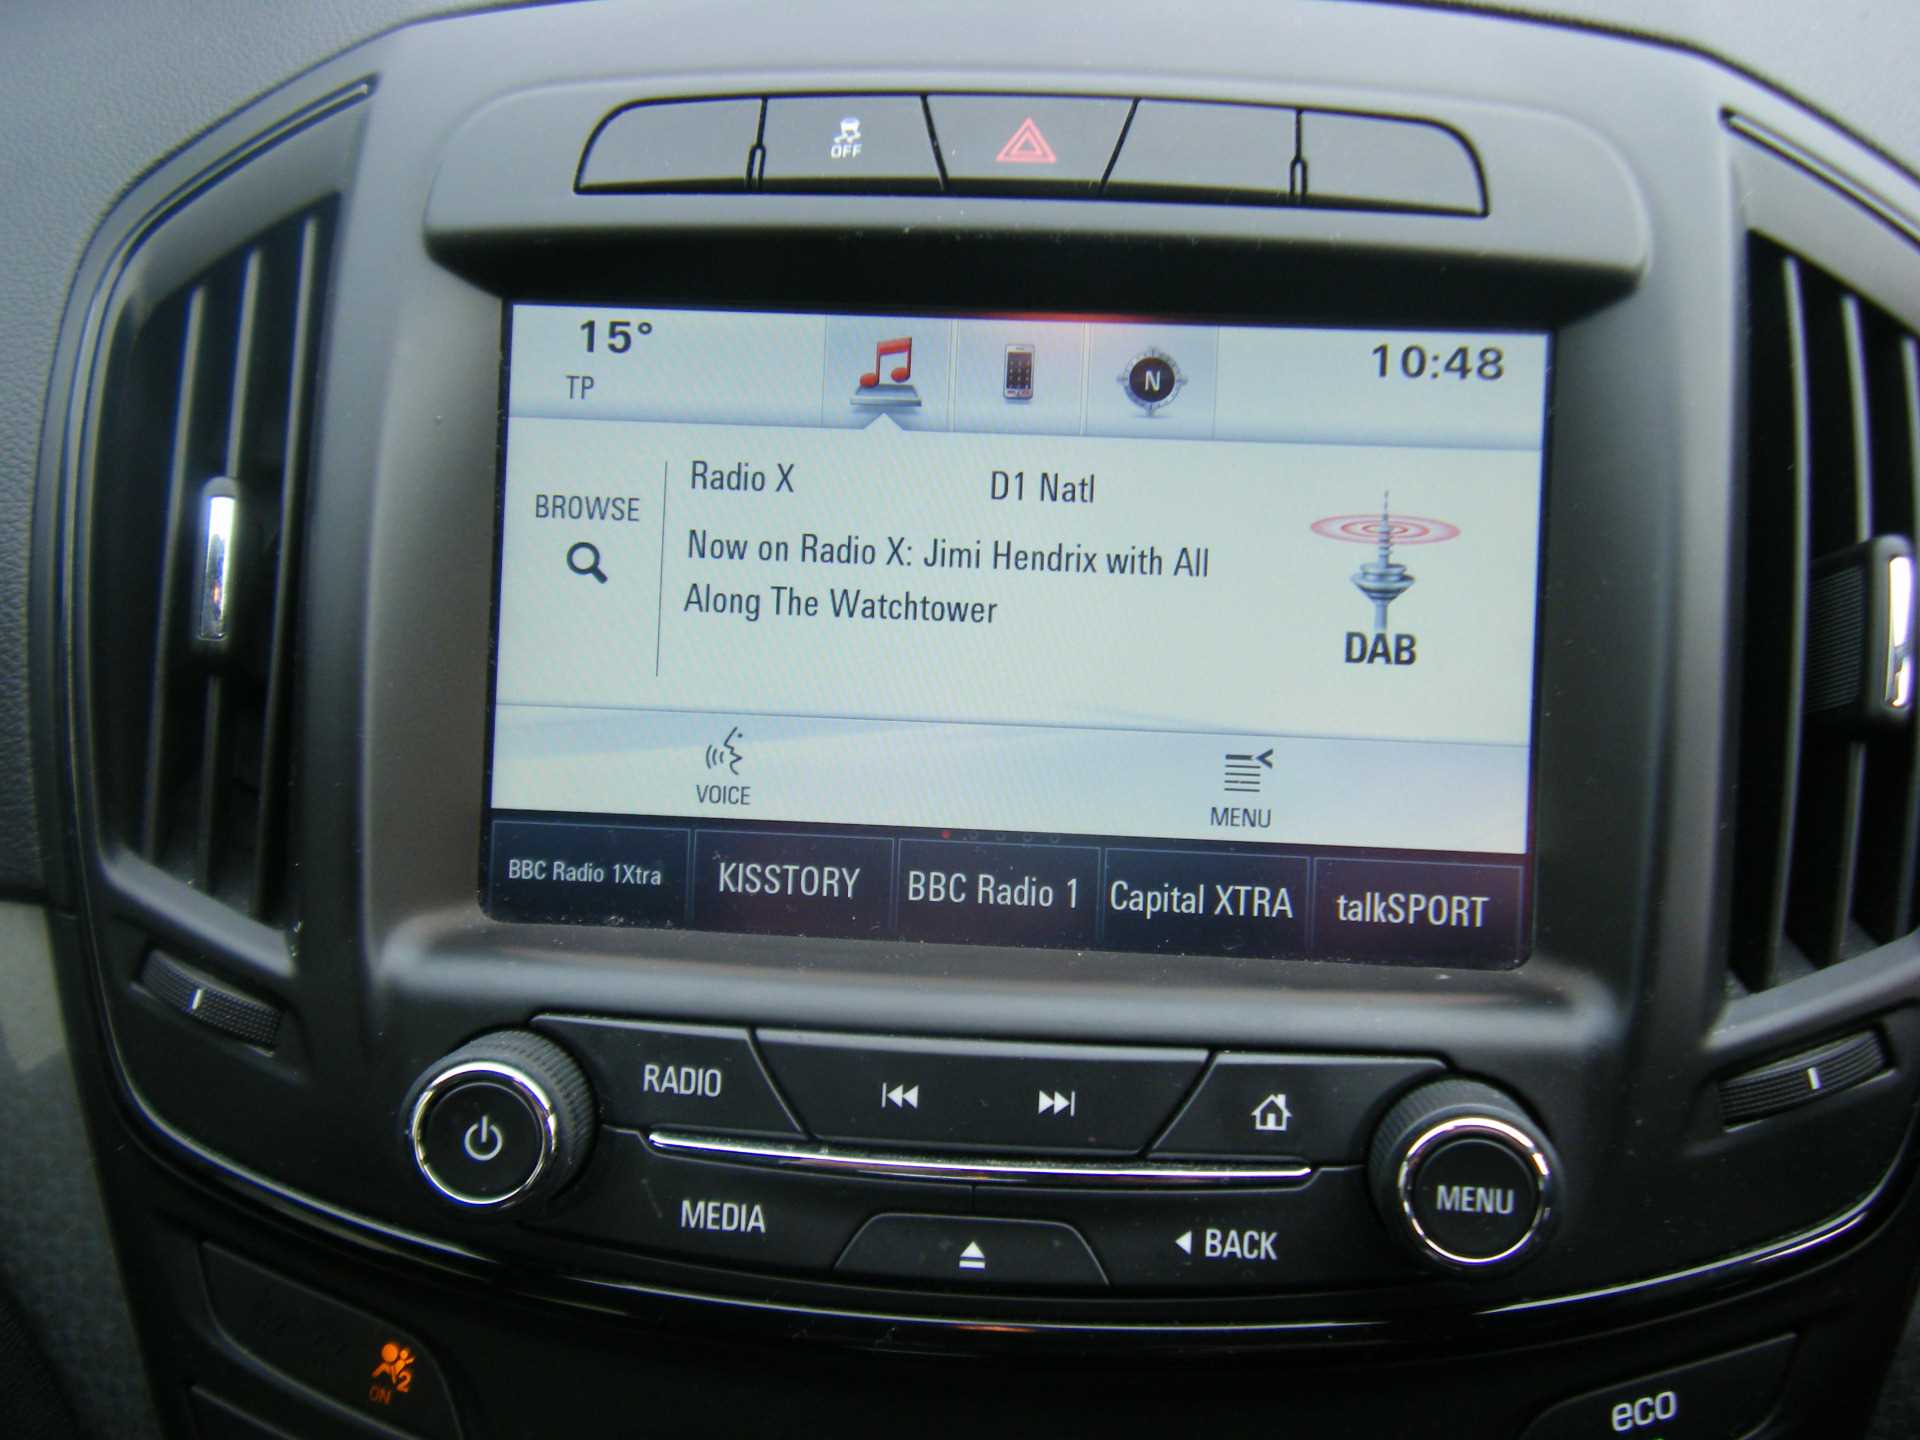 OFF
15°
TP
N
10:48
BROWSE
Radio X
D1 Natl
Now on Radio X: Jimi Hendrix with All
Along The Watchtower
DAB
VOICE
MENU
BBC Radio 1Xtra
KISSTORY
BBC Radio 1
Capital XTRA
talkSPORT
RADIO
MEDIA
BACK
MENU
2
ON
eco